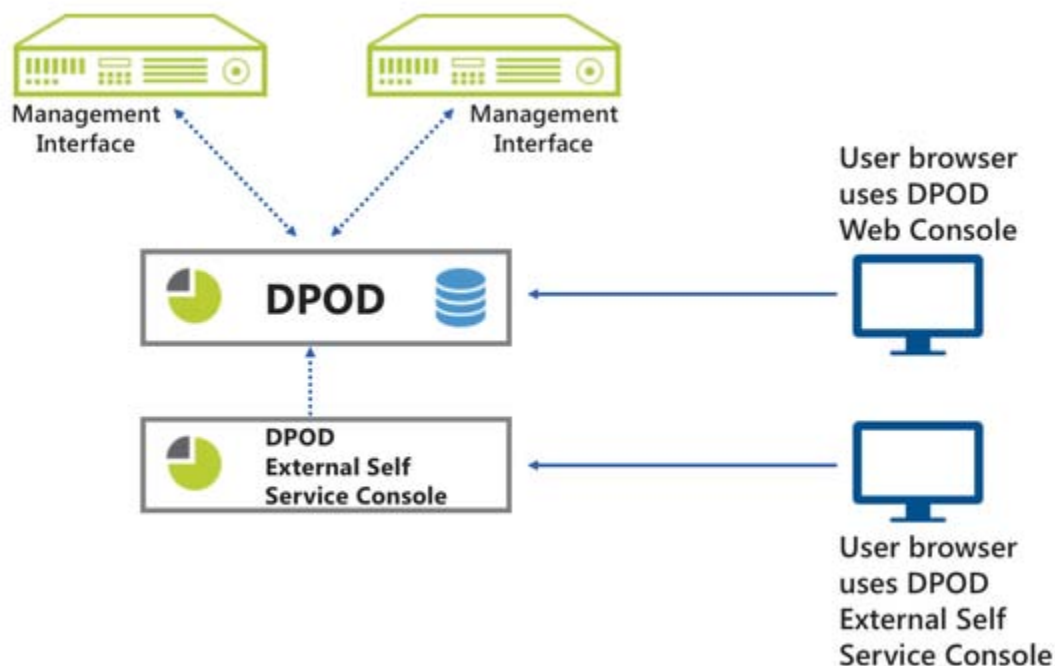 Management
Interface
Management
Interface
User browser
uses DPOD
Web Console
DPOD
DPOD
External Self
Service Console
User browser
uses DPOD
External Self
Service Console